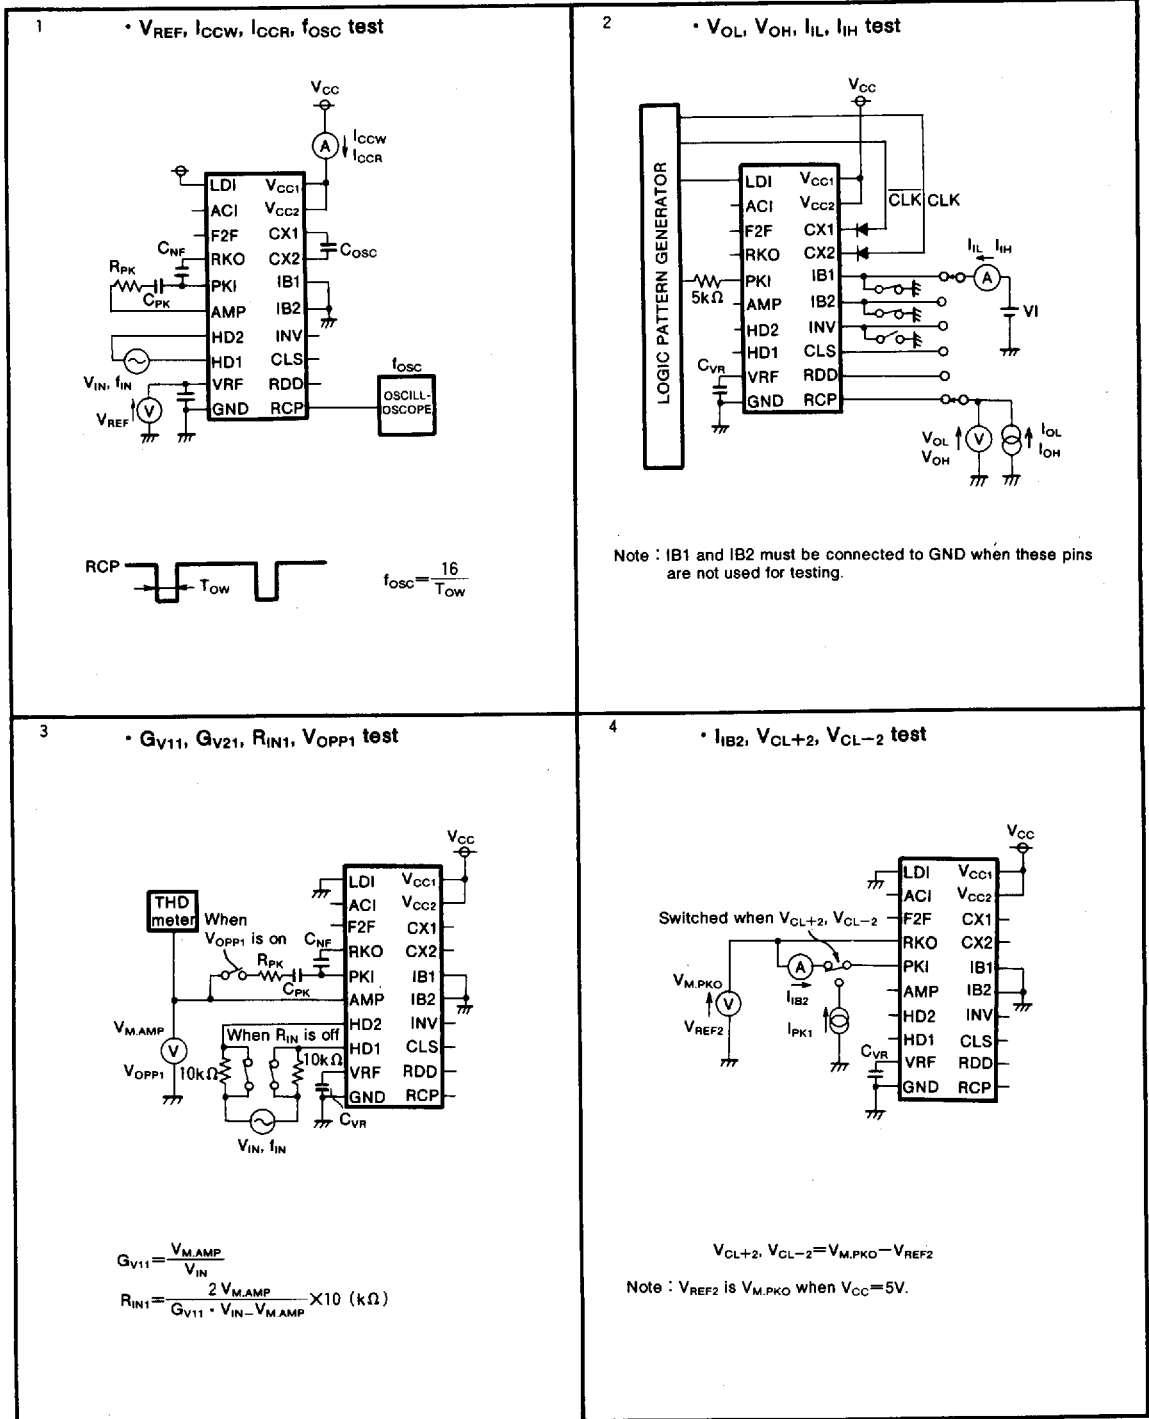 1
• VREF, ICCW, ICCR, fOSC test
VCC
A
ICCW
ICCR
LDI
VCC1
ACI
VCC2
F2F
CX1
CNF
RKO
CX2
COSC
RPK
CPK
PKI
IB1
AMP
IB2
HD2
INV
HD1
CLS
VIN, fIN
VRF
RDD
fOSC
VREF
V
GND
RCP
OSCILL-
OSCOPE
RCP
TOW
fOSC=16/TOW
2
• VOL, VOH, IIL, IIH test
VCC
LOGIC PATTERN GENERATOR
LDI
VCC1
ACI
VCC2
CLK CLK
F2F
CX1
RKO
CX2
IIL IIH
5kΩ
PKI
IB1
A
AMP
IB2
VI
HD2
INV
HD1
CLS
CVR
VRF
RDD
GND
RCP
VOL
VOH
V
IOL
IOH
Note : IB1 and IB2 must be connected to GND when these pins
are not used for testing.
3
• GV11, GV21, RIN1, VOPP1 test
VCC
THD
meter
When
VOPP1 is on
LDI
VCC1
ACI
VCC2
F2F
CX1
CNF
RKO
CX2
RPK
CPK
PKI
IB1
AMP
IB2
HD2
INV
When RIN is off
VM.AMP
V
VOPP1
10kΩ
10kΩ
HD1
CLS
VRF
RDD
GND
RCP
CVR
VIN, fIN
GV11=VM.AMP/VIN
RIN1=2 VM.AMP/GV11 · VIN–VM.AMP×10 (kΩ)
4
• IIB2, VCL+2, VCL−2 test
VCC
LDI
VCC1
ACI
VCC2
Switched when VCL+2, VCL−2
F2F
CX1
RKO
CX2
A
PKI
IB1
VM.PKO
V
VREF2
IIB2
AMP
IB2
IPK1
HD2
INV
HD1
CLS
CVR
VRF
RDD
GND
RCP
VCL+2, VCL−2=VM.PKO−VREF2
Note : VREF2 is VM.PKO when VCC=5V.